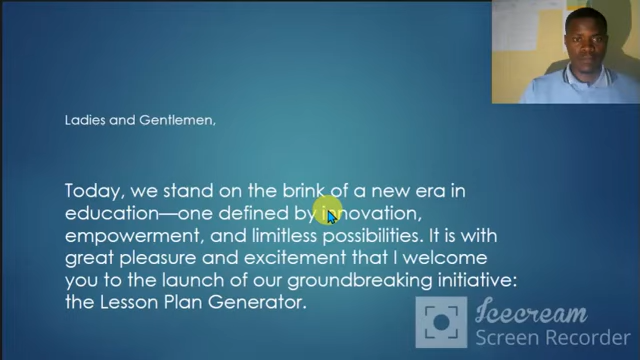 Ladies and Gentlemen,
Today, we stand on the brink of a new era in
education—one defined by innovation,
empowerment, and limitless possibilities. It is with
great pleasure and excitement that I welcome
you to the launch of our groundbreaking initiative:
the Lesson Plan Generator.
Icecream
Screen Recorder